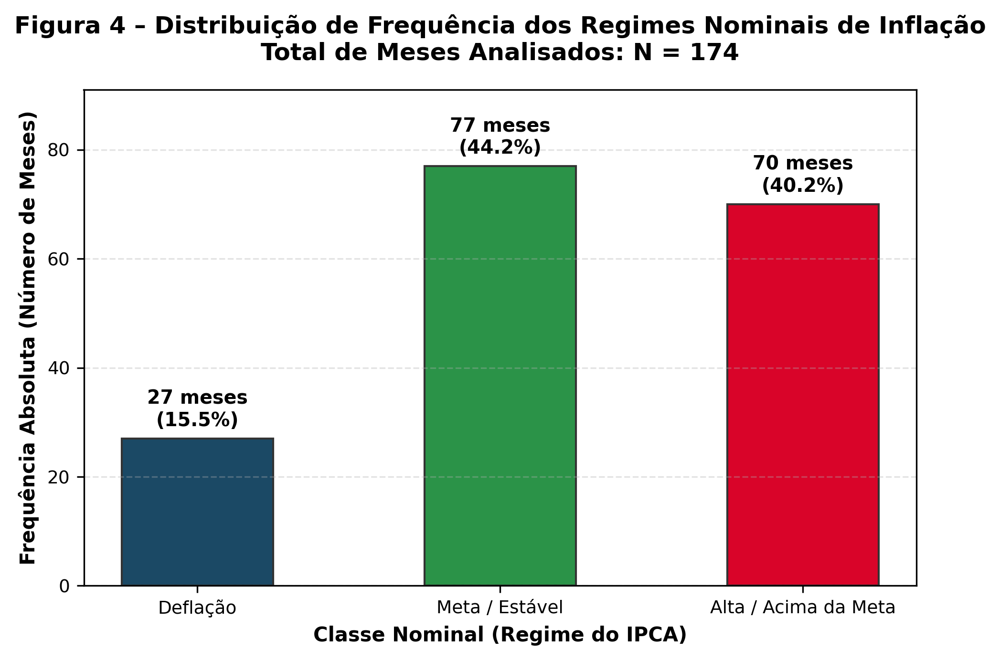 Figura 4 – Distribuição de Frequência dos Regimes Nominais de Inflação
Total de Meses Analisados: N = 174
Frequência Absoluta (Número de Meses)
80
60
40
20
0
27 meses
(15.5%)
77 meses
(44.2%)
70 meses
(40.2%)
Deflação
Meta / Estável
Alta / Acima da Meta
Classe Nominal (Regime do IPCA)